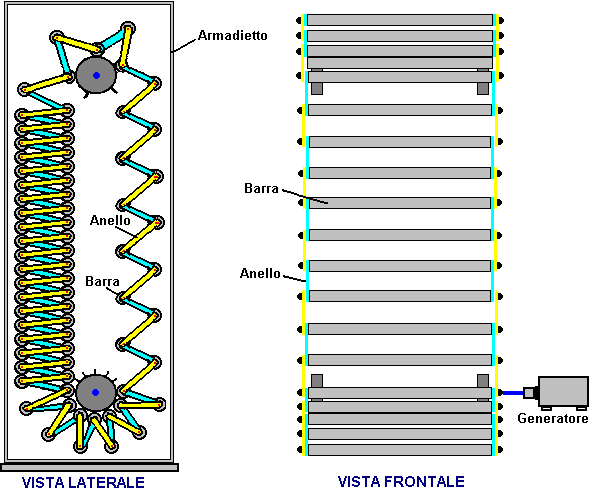 Armadietto
Anello
Barra
VISTA LATERALE
Barra
Anello
Generatore
VISTA FRONTALE